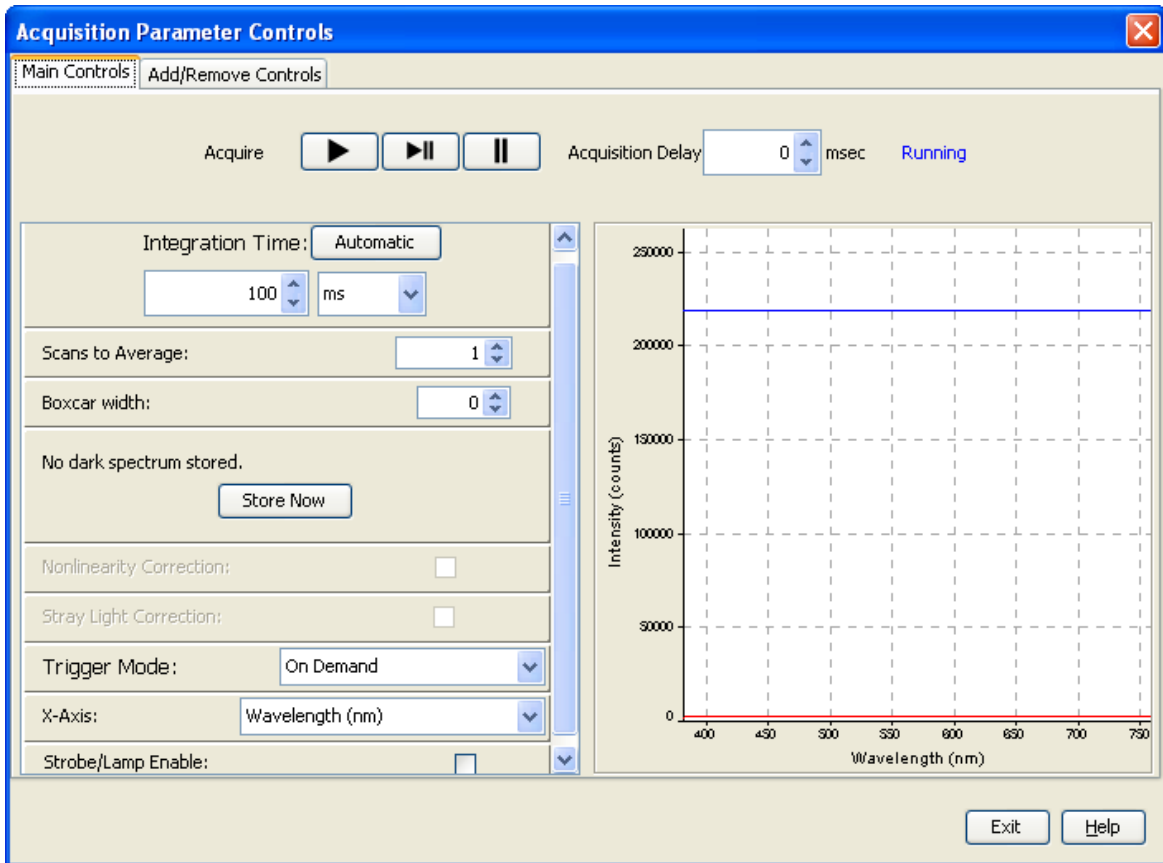 Acquisition Parameter Controls
Main Controls Add/Remove Controls
Acquire Acquisition Delay 0 msec Running
Integration Time: Automatic
100 ms
Scans to Average: 1
Boxcar width: 0
No dark spectrum stored.
Store Now
Nonlinearity Correction:
Stray Light Correction:
Trigger Mode: On Demand
X-Axis: Wavelength (nm)
Strobe/Lamp Enable:
Intensity (counts)
250000
200000
150000
100000
50000
0
400 450 500 550 600 650 700 750
Wavelength (nm)
Exit Help